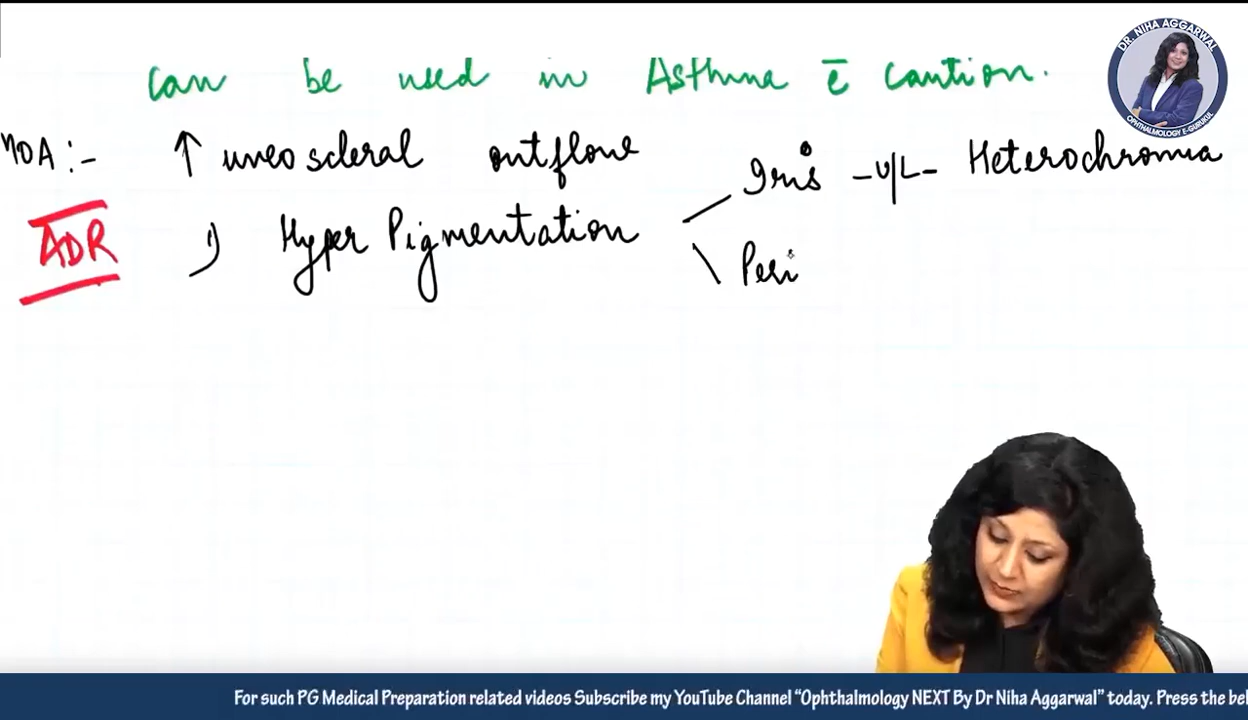 DR. NIHA AGGARWAL
OPHTHALMOLOGY E-GURUKUL
can be used in Asthma c̄ caution.
MOA :- ↑ uveoscleral outflow
Iris - U/L - Heterochromia
ADR 1) Hyper Pigmentation
Peri
For such PG Medical Preparation related videos Subscribe my YouTube Channel “Ophthalmology NEXT By Dr Niha Aggarwal” today. Press the bel